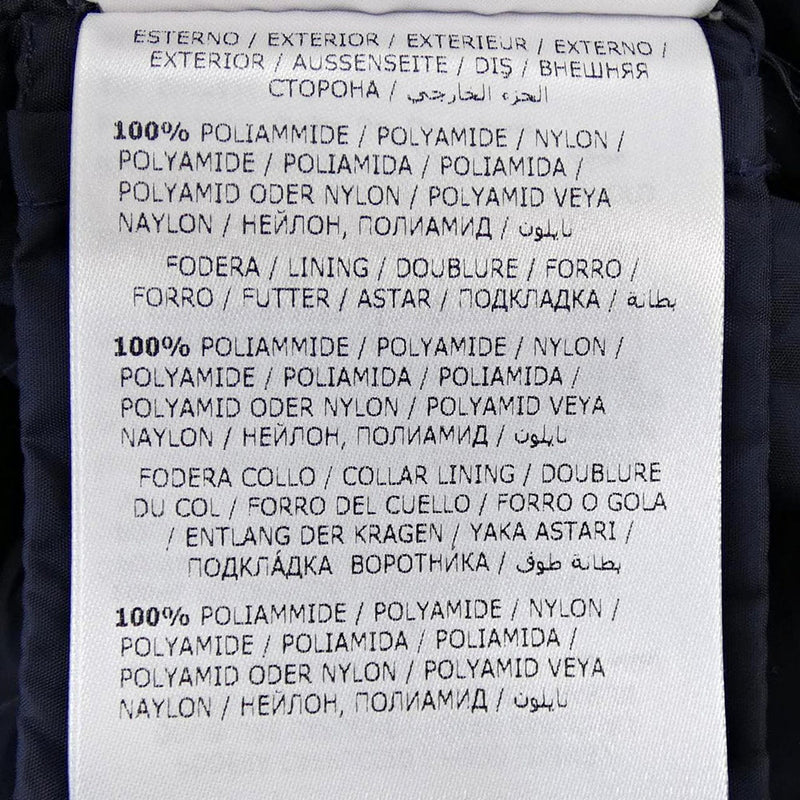 ESTERNO / EXTERIOR / EXTERIEUR / EXTERNO /
EXTERIOR / AUSSENSEITE / DIŞ / ВНЕШНЯЯ
СТОРОНА / الجزء الخارجي
100% POLIAMMIDE / POLYAMIDE / NYLON /
POLYAMIDE / POLIAMIDA / POLIAMIDA /
POLYAMID ODER NYLON / POLYAMID VEYA
NAYLON / НЕЙЛОН, ПОЛИАМИД / نايلون
FODERA / LINING / DOUBLURE / FORRO /
FORRO / FUTTER / ASTAR / ПОДКЛАДКА / بطانة
100% POLIAMMIDE / POLYAMIDE / NYLON /
POLYAMIDE / POLIAMIDA / POLIAMIDA /
POLYAMID ODER NYLON / POLYAMID VEYA
NAYLON / НЕЙЛОН, ПОЛИАМИД / نايلون
FODERA COLLO / COLLAR LINING / DOUBLURE
DU COL / FORRO DEL CUELLO / FORRO O GOLA
/ ENTLANG DER KRAGEN / YAKA ASTARI /
ПОДКЛА́ДКА ВОРОТНИКА / بطانة طوق
100% POLIAMMIDE / POLYAMIDE / NYLON /
POLYAMIDE / POLIAMIDA / POLIAMIDA /
POLYAMID ODER NYLON / POLYAMID VEYA
NAYLON / НЕЙЛОН, ПОЛИАМИД / نايلون